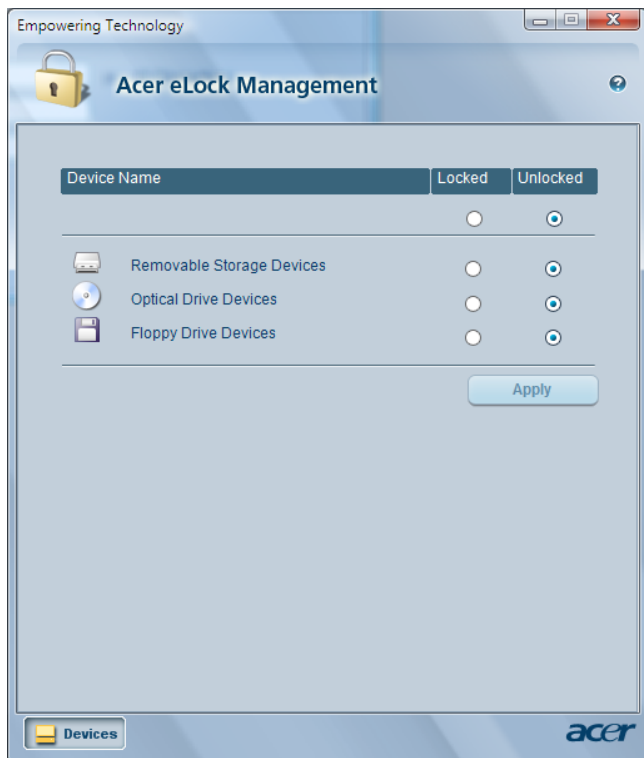 Empowering Technology
Acer eLock Management
Device Name Locked Unlocked
Removable Storage Devices
Optical Drive Devices
Floppy Drive Devices
Apply
Devices
acer